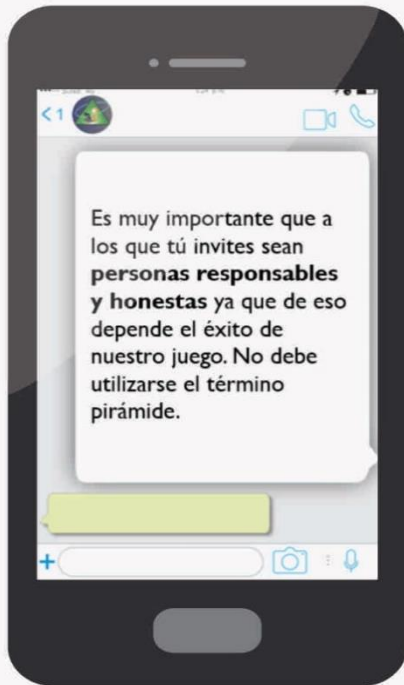 <1
Es muy importante que a
los que tú invites sean
personas responsables
y honestas ya que de eso
depende el éxito de
nuestro juego. No debe
utilizarse el término
pirámide.
+